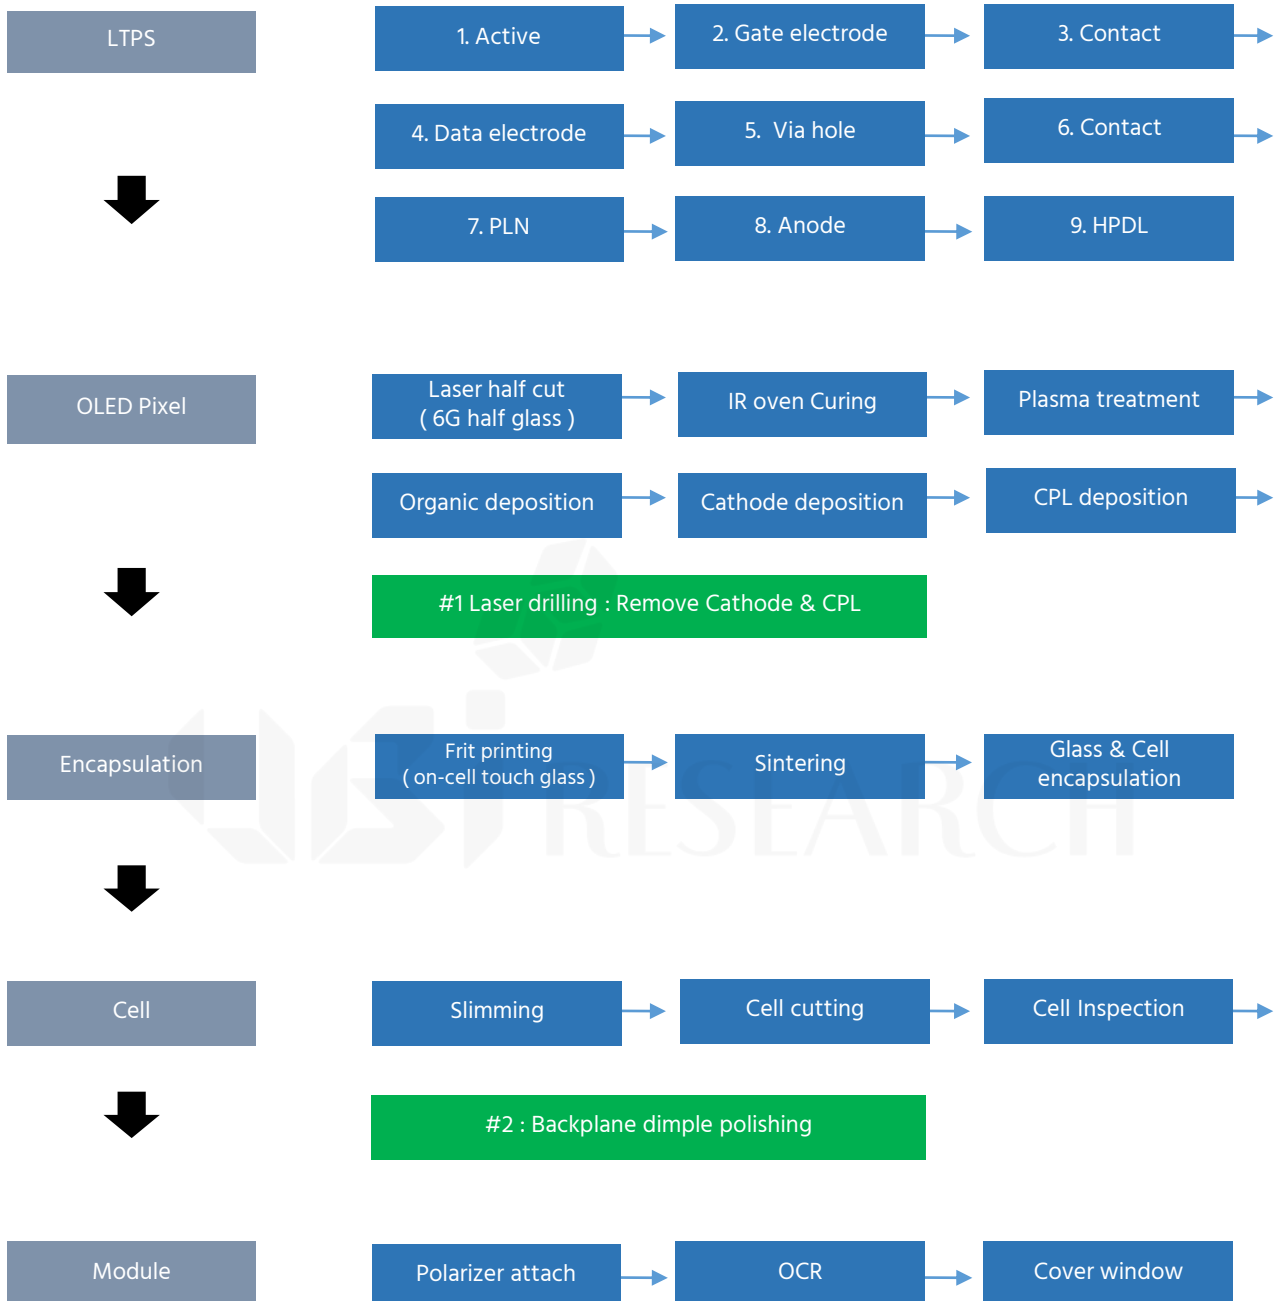 LTPS
1. Active
2. Gate electrode
3. Contact
4. Data electrode
5. Via hole
6. Contact
7. PLN
8. Anode
9. HPDL
OLED Pixel
Laser half cut
( 6G half glass )
IR oven Curing
Plasma treatment
Organic deposition
Cathode deposition
CPL deposition
#1 Laser drilling : Remove Cathode & CPL
Encapsulation
Frit printing
( on-cell touch glass )
Sintering
Glass & Cell
encapsulation
UBI RESEARCH
Cell
Slimming
Cell cutting
Cell Inspection
#2 : Backplane dimple polishing
Module
Polarizer attach
OCR
Cover window